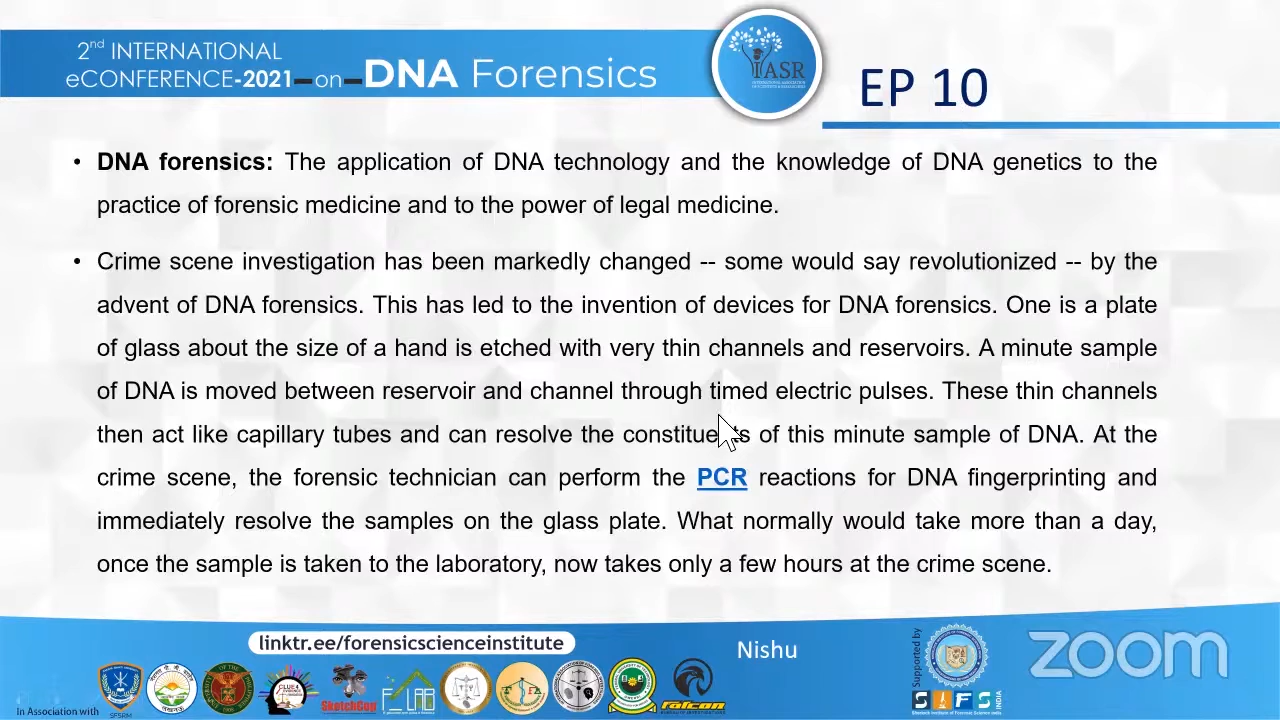 2nd INTERNATIONAL
eCONFERENCE-2021-on-DNA Forensics
IASR
EP 10
• DNA forensics: The application of DNA technology and the knowledge of DNA genetics to the
practice of forensic medicine and to the power of legal medicine.
• Crime scene investigation has been markedly changed -- some would say revolutionized -- by the
advent of DNA forensics. This has led to the invention of devices for DNA forensics. One is a plate
of glass about the size of a hand is etched with very thin channels and reservoirs. A minute sample
of DNA is moved between reservoir and channel through timed electric pulses. These thin channels
then act like capillary tubes and can resolve the constituents of this minute sample of DNA. At the
crime scene, the forensic technician can perform the PCR reactions for DNA fingerprinting and
immediately resolve the samples on the glass plate. What normally would take more than a day,
once the sample is taken to the laboratory, now takes only a few hours at the crime scene.
linktr.ee/forensicscienceinstitute
Nishu
Supported by
zoom
In Association with
SFSRM
SketchCop
F-LAB
Falcon
SIFS
INDIA